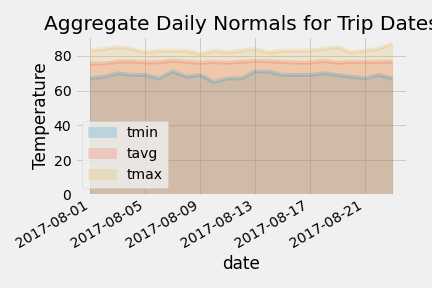 Aggregate Daily Normals for Trip Dates
Temperature
80
60
40
20
0
tmin
tavg
tmax
2017-08-01
2017-08-05
2017-08-09
2017-08-13
2017-08-17
2017-08-21
date